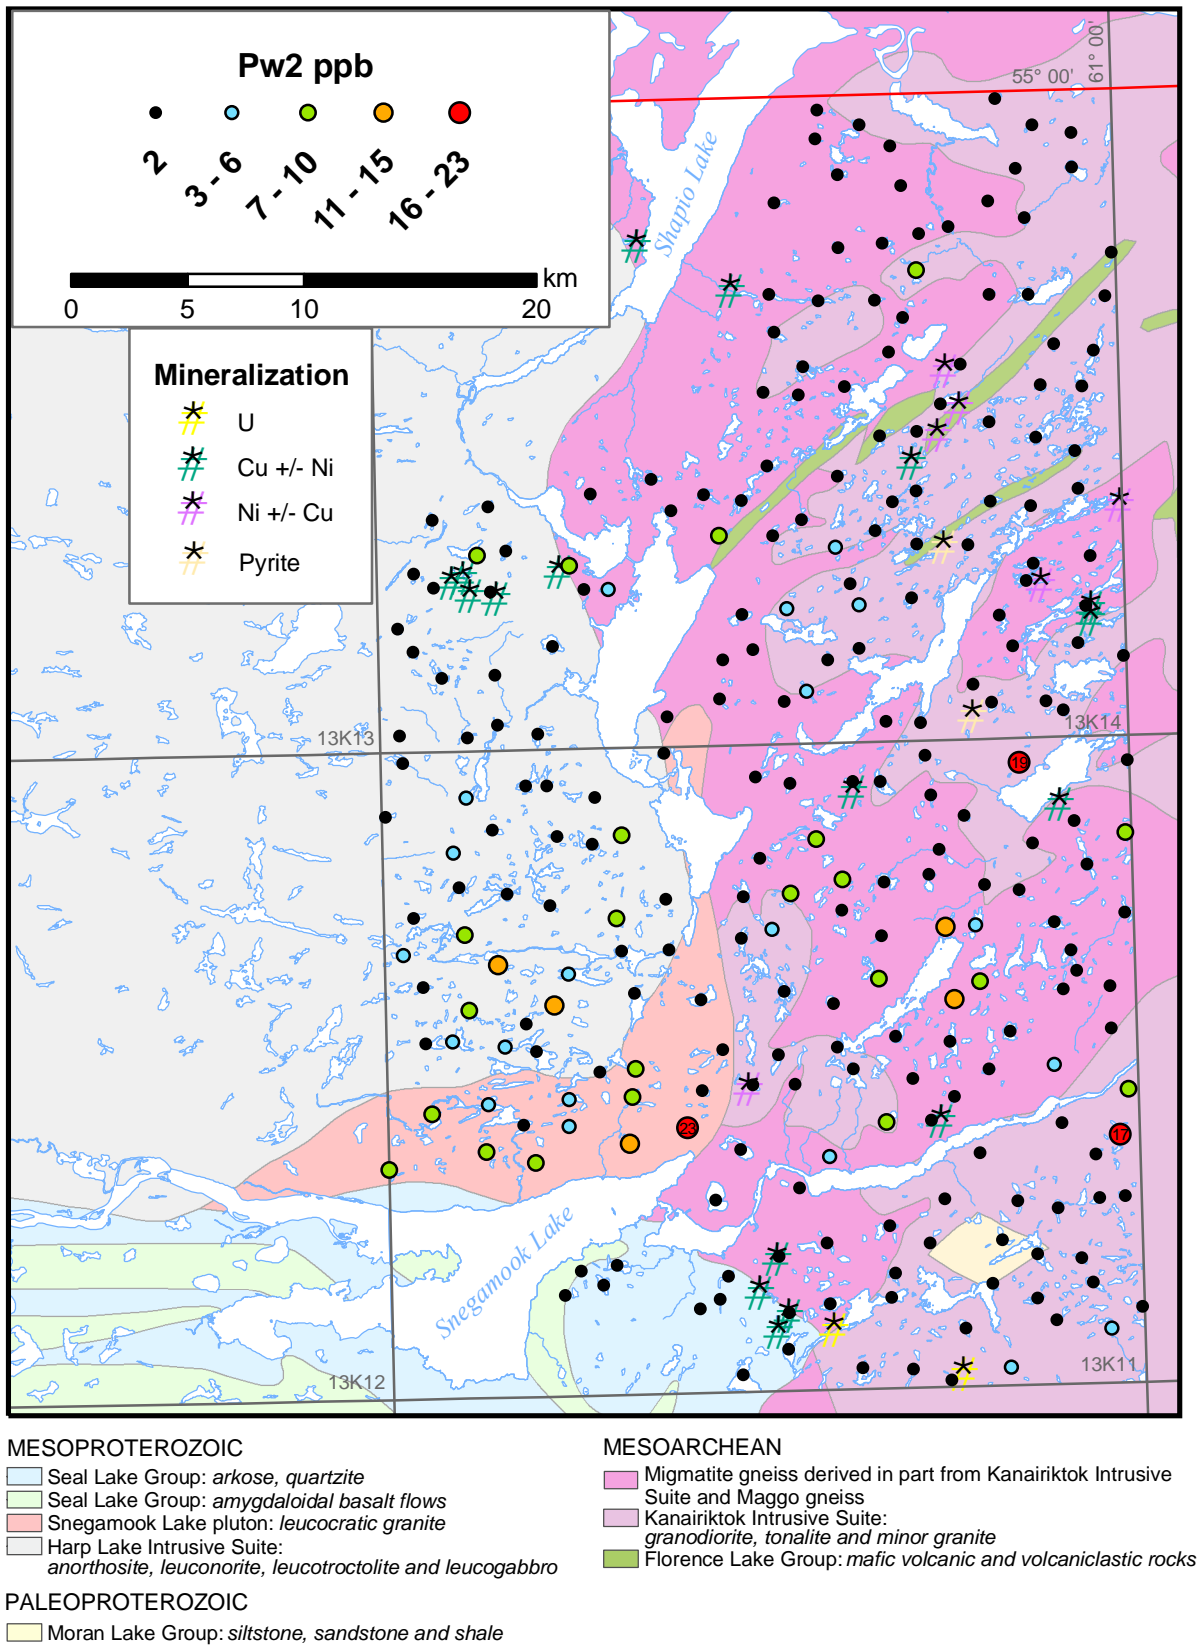 Pw2 ppb
2
3 - 6
7 - 10
11 - 15
16 - 23
km
0 5 10 20
Mineralization
U
Cu +/- Ni
Ni +/- Cu
Pyrite
55° 00'
61° 00'
Shapio Lake
13K13
13K14
19
23
17
Snegamook Lake
13K12
13K11
MESOPROTEROZOIC
Seal Lake Group: arkose, quartzite
Seal Lake Group: amygdaloidal basalt flows
Snegamook Lake pluton: leucocratic granite
Harp Lake Intrusive Suite:
anorthosite, leuconorite, leucotroctolite and leucogabbro
PALEOPROTEROZOIC
Moran Lake Group: siltstone, sandstone and shale
MESOARCHEAN
Migmatite gneiss derived in part from Kanairiktok Intrusive
Suite and Maggo gneiss
Kanairiktok Intrusive Suite:
granodiorite, tonalite and minor granite
Florence Lake Group: mafic volcanic and volcaniclastic rocks